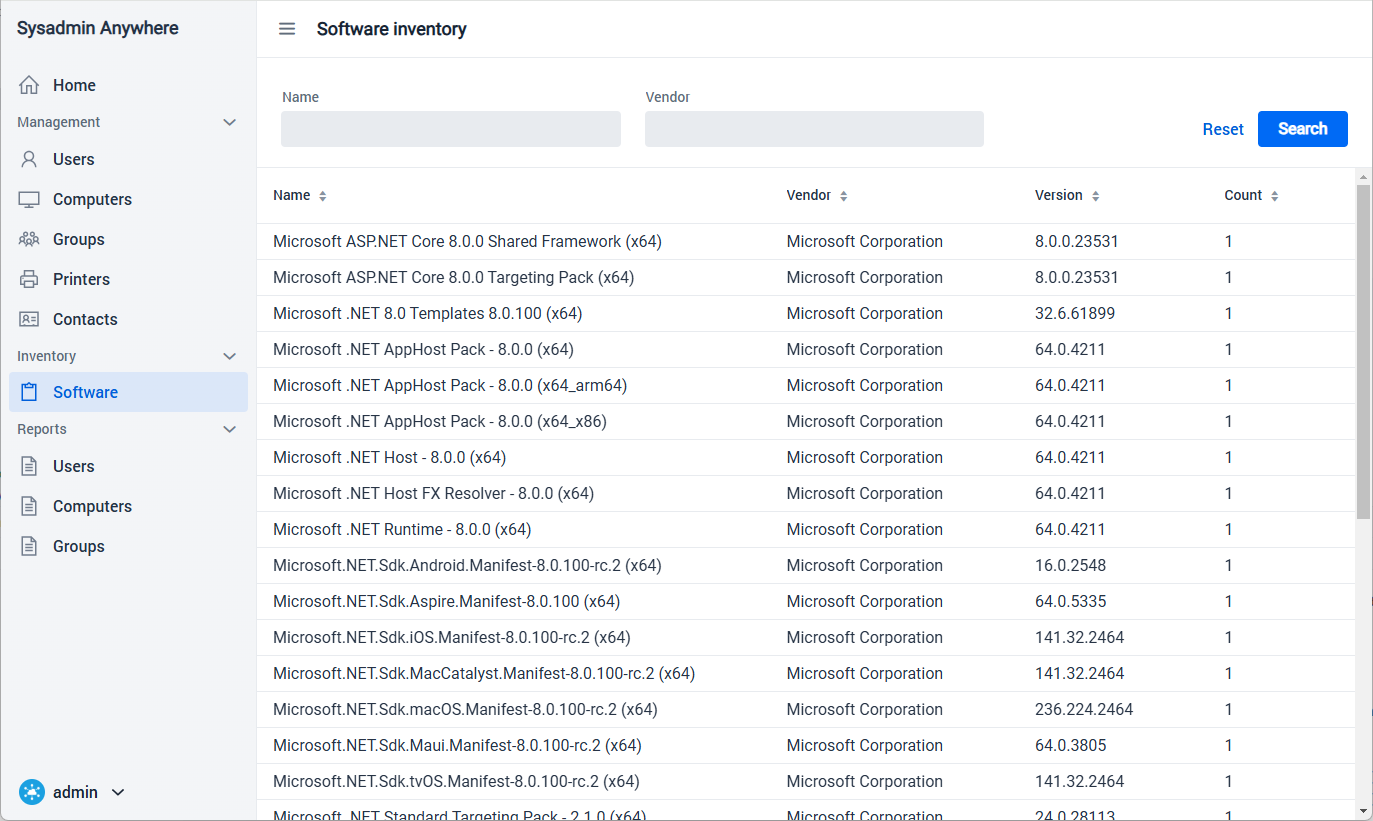 Sysadmin Anywhere
Home
Management
Users
Computers
Groups
Printers
Contacts
Inventory
Software
Reports
Users
Computers
Groups
admin
Software inventory
Name Vendor
Reset Search
Name Vendor Version Count
Microsoft ASP.NET Core 8.0.0 Shared Framework (x64) Microsoft Corporation 8.0.0.23531 1
Microsoft ASP.NET Core 8.0.0 Targeting Pack (x64) Microsoft Corporation 8.0.0.23531 1
Microsoft .NET 8.0 Templates 8.0.100 (x64) Microsoft Corporation 32.6.61899 1
Microsoft .NET AppHost Pack - 8.0.0 (x64) Microsoft Corporation 64.0.4211 1
Microsoft .NET AppHost Pack - 8.0.0 (x64_arm64) Microsoft Corporation 64.0.4211 1
Microsoft .NET AppHost Pack - 8.0.0 (x64_x86) Microsoft Corporation 64.0.4211 1
Microsoft .NET Host - 8.0.0 (x64) Microsoft Corporation 64.0.4211 1
Microsoft .NET Host FX Resolver - 8.0.0 (x64) Microsoft Corporation 64.0.4211 1
Microsoft .NET Runtime - 8.0.0 (x64) Microsoft Corporation 64.0.4211 1
Microsoft.NET.Sdk.Android.Manifest-8.0.100-rc.2 (x64) Microsoft Corporation 16.0.2548 1
Microsoft.NET.Sdk.Aspire.Manifest-8.0.100 (x64) Microsoft Corporation 64.0.5335 1
Microsoft.NET.Sdk.iOS.Manifest-8.0.100-rc.2 (x64) Microsoft Corporation 141.32.2464 1
Microsoft.NET.Sdk.MacCatalyst.Manifest-8.0.100-rc.2 (x64) Microsoft Corporation 141.32.2464 1
Microsoft.NET.Sdk.macOS.Manifest-8.0.100-rc.2 (x64) Microsoft Corporation 236.224.2464 1
Microsoft.NET.Sdk.Maui.Manifest-8.0.100-rc.2 (x64) Microsoft Corporation 64.0.3805 1
Microsoft.NET.Sdk.tvOS.Manifest-8.0.100-rc.2 (x64) Microsoft Corporation 141.32.2464 1
Microsoft .NET Standard Targeting Pack - 2.1.0 (x64) Microsoft Corporation 24.0.28113 1